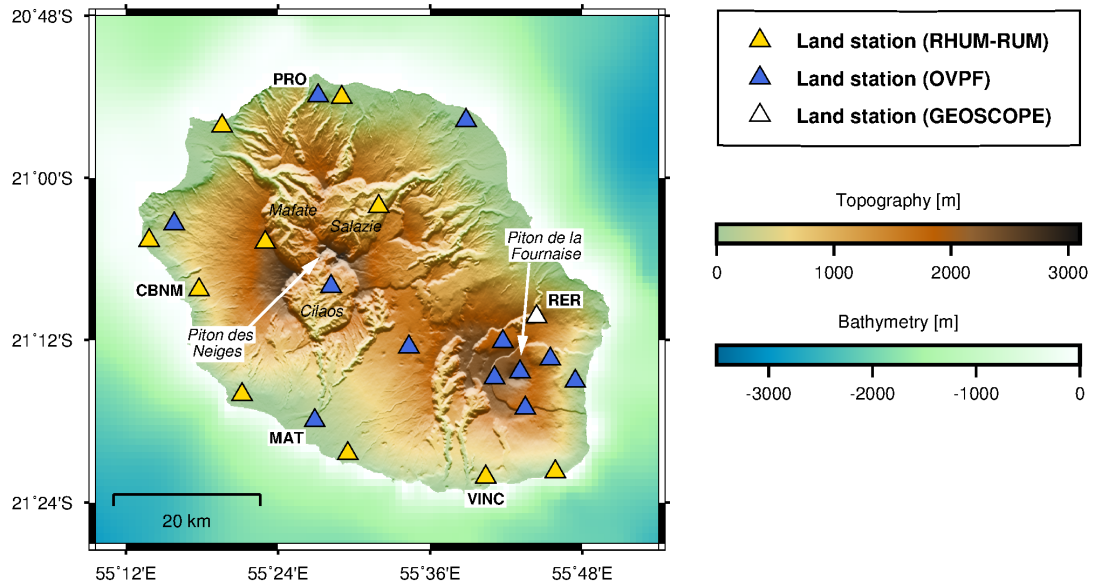 20°48'S
21°00'S
21°12'S
21°24'S
55°12'E
55°24'E
55°36'E
55°48'E
PRO
Mafate
Salazie
Piton de la
Fournaise
RER
CBNM
Cilaos
Piton des
Neiges
MAT
VINC
20 km
Land station (RHUM-RUM)
Land station (OVPF)
Land station (GEOSCOPE)
Topography [m]
0 1000 2000 3000
Bathymetry [m]
-3000 -2000 -1000 0